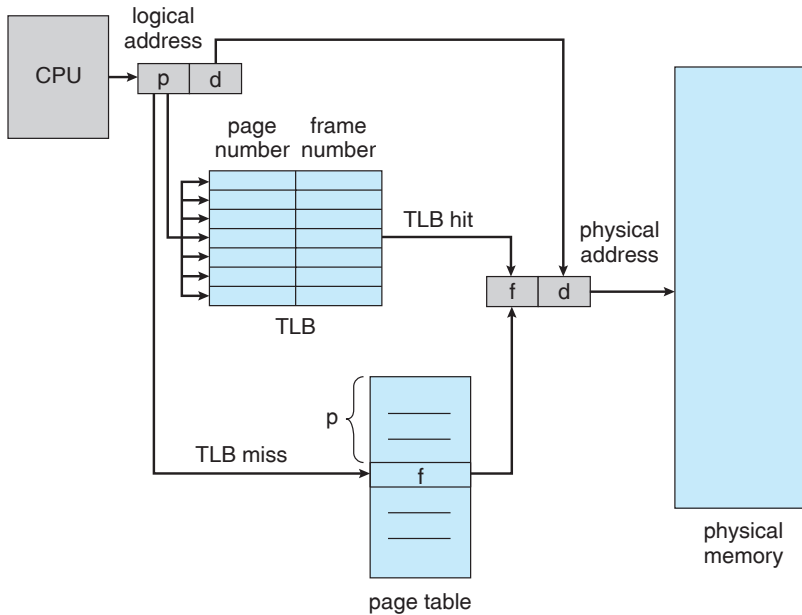 logical
address
CPU
p d
page
number
frame
number
TLB hit
physical
address
f d
TLB
p
TLB miss
f
page table
physical
memory